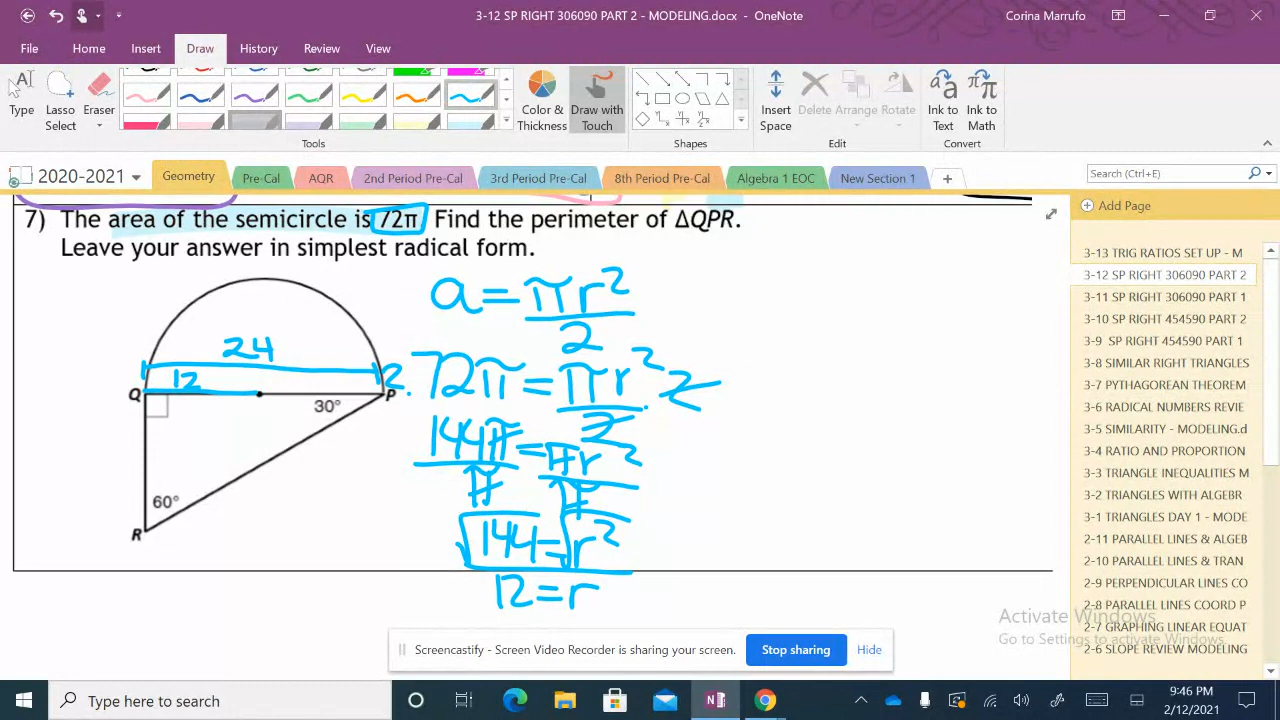 3-12 SP RIGHT 306090 PART 2 - MODELING.docx - OneNote
Corina Marrufo
File Home Insert Draw History Review View
Type
Lasso Select
Eraser
Color & Thickness
Draw with Touch
Insert Space
Delete Arrange Rotate
Ink to Text
Ink to Math
Tools Shapes Edit Convert
2020-2021 Geometry Pre-Cal AQR 2nd Period Pre-Cal 3rd Period Pre-Cal 8th Period Pre-Cal Algebra 1 EOC New Section 1 +
Search (Ctrl+E)
Add Page
7) The area of the semicircle is 72π. Find the perimeter of ΔQPR.
Leave your answer in simplest radical form.
a = πr²/2
24
12
2·72π = πr²/2 · 2
Q P
30°
144π/π = πr²/π
60°
R
√144 = √r²
12 = r
3-13 TRIG RATIOS SET UP - M
3-12 SP RIGHT 306090 PART 2
3-11 SP RIGHT 306090 PART 1
3-10 SP RIGHT 454590 PART 2
3-9 SP RIGHT 454590 PART 1
3-8 SIMILAR RIGHT TRIANGLES
3-7 PYTHAGOREAN THEOREM
3-6 RADICAL NUMBERS REVIE
3-5 SIMILARITY - MODELING.d
3-4 RATIO AND PROPORTION
3-3 TRIANGLE INEQUALITIES M
3-2 TRIANGLES WITH ALGEBR
3-1 TRIANGLES DAY 1 - MODE
2-11 PARALLEL LINES & ALGEB
2-10 PARALLEL LINES & TRAN
2-9 PERPENDICULAR LINES CO
2-8 PARALLEL LINES COORD P
2-7 GRAPHING LINEAR EQUAT
2-6 SLOPE REVIEW MODELING
Activate Windows
Go to Settings to activate Windows.
Screencastify - Screen Video Recorder is sharing your screen. Stop sharing Hide
Type here to search
9:46 PM
2/12/2021